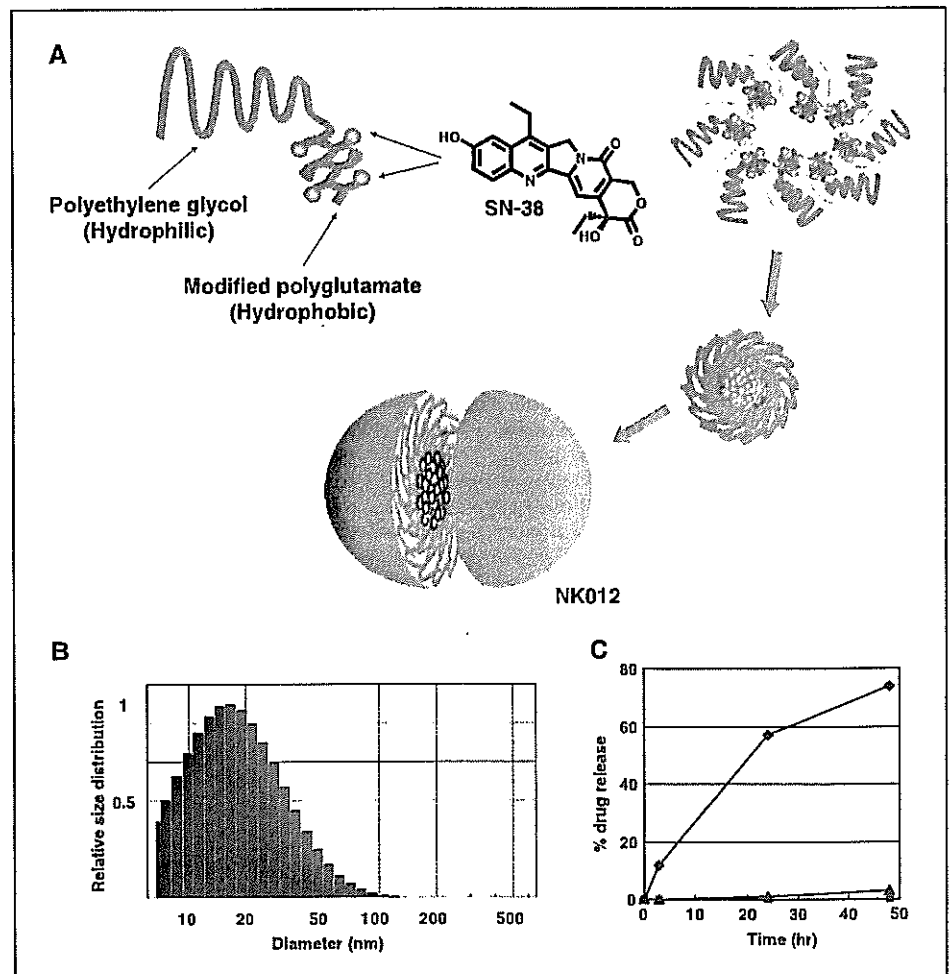 A
HO
N
N
O
O
O
HO
SN-38
Polyethylene glycol
(Hydrophilic)
Modified polyglutamate
(Hydrophobic)
NK012
B
Relative size distribution
1
0.5
10 20 50 100 200 500
Diameter (nm)
C
% drug release
80
60
40
20
0
0 10 20 30 40 50
Time (hr)